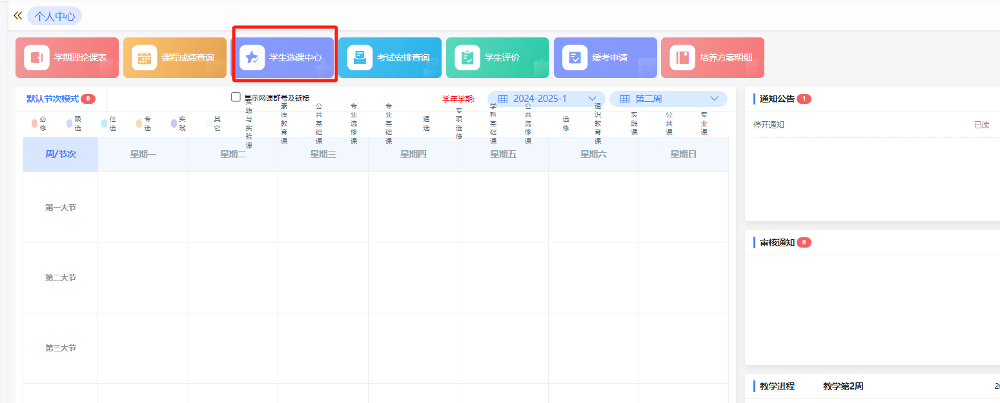 个人中心
学期理论课表
课程成绩查询
学生选课中心
考试安排查询
学生评价
缓考申请
培养方案明细
默认节次模式 0
显示网课群号及链接
学年学期:
2024-2025-1
第二周
必修
限选
任选
专选
实践
其它
实践与实验课
素质教育课
公共基础课
专业选修课
专业基础课
通选
专项选修
学科基础课
公共选修课
选修
通识教育课
实践课
公共课
专业课
周/节次
星期一
星期二
星期三
星期四
星期五
星期六
星期日
第一大节
第二大节
第三大节
通知公告 1
停开通知
已读
审核通知 0
教学进程
教学第2周